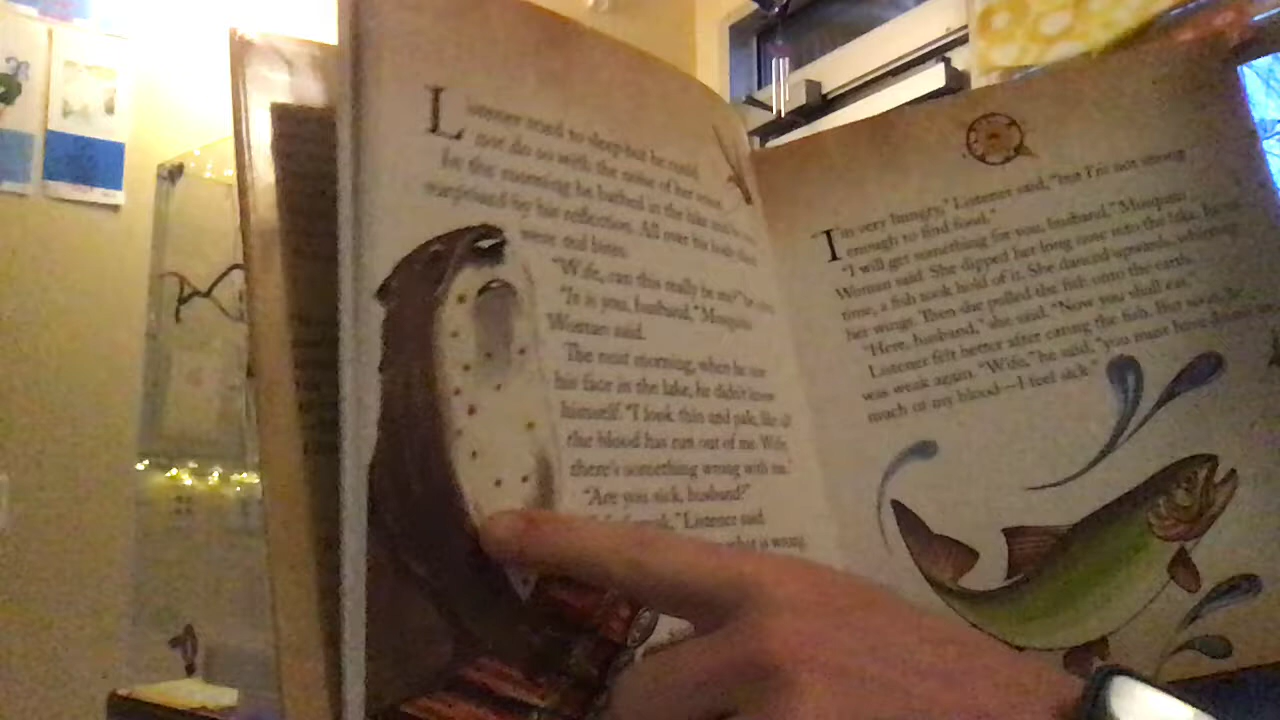 Listener tried to sleep but he could
not do so with the noise of her wings.
In the morning he bathed in the lake and was
surprised by his reflection. All over his body there
were red bites.
"Wife, can this really be me?" he
"It is you, husband," Mosquito
Woman said.
The next morning, when he saw
his face in the lake, he didn't know
himself. "I look thin and pale, like all
the blood has run out of me. Wife,
there's something wrong with me."
"Are you sick, husband?"
Listener said.
what is wrong.
I'm very hungry," Listener said, "but I'm not strong
enough to find food."
"I will get something for you, husband," Mosquito
Woman said. She dipped her long nose into the lake.
time, a fish took hold of it. She danced upwards, whirring
her wings. Then she pulled the fish onto the earth.
"Here, husband," she said. "Now you shall eat."
Listener felt better after eating the fish. But soon he
was weak again. "Wife," he said, "you must have
much of my blood—I feel sick."